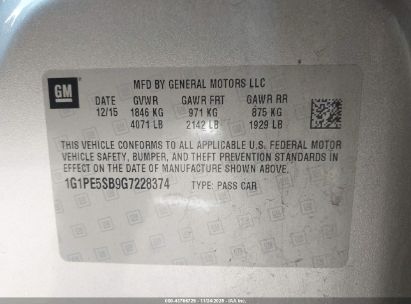 GM
MFD BY GENERAL MOTORS LLC
DATE GVWR GAWR FRT GAWR RR
12/15 1846 KG 971 KG 875 KG
4071 LB 2142 LB 1929 LB
THIS VEHICLE CONFORMS TO ALL APPLICABLE U.S. FEDERAL MOTOR
VEHICLE SAFETY, BUMPER, AND THEFT PREVENTION STANDARDS
IN EFFECT ON THE DATE OF MANUFACTURE SHOWN ABOVE.
1G1PE5SB9G7228374 TYPE: PASS CAR